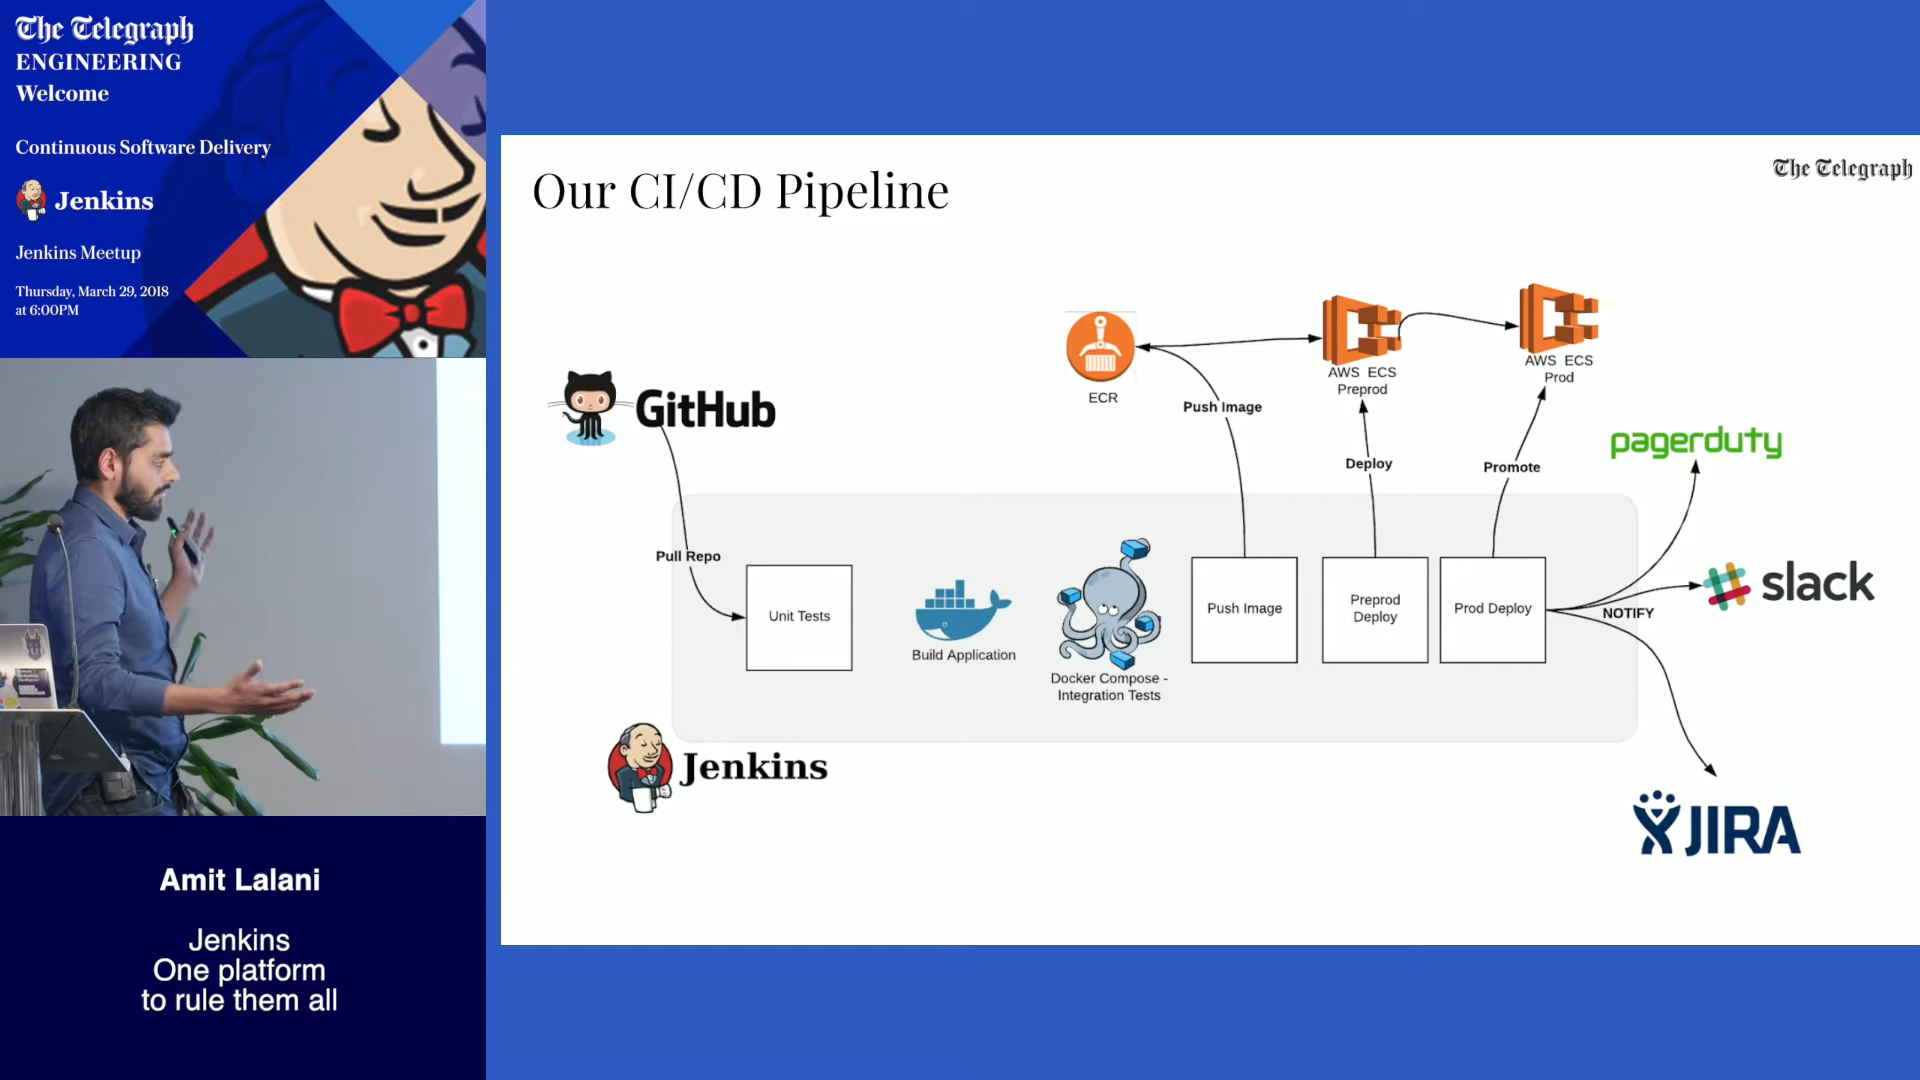 The Telegraph
ENGINEERING
Welcome
Continuous Software Delivery
Jenkins
Jenkins Meetup
Thursday, March 29, 2018
at 6:00PM
Amit Lalani
Jenkins
One platform
to rule them all
Our CI/CD Pipeline
The Telegraph
GitHub
Pull Repo
Unit Tests
Build Application
Docker Compose -
Integration Tests
Push Image
Preprod
Deploy
Prod Deploy
ECR
Push Image
AWS ECS
Preprod
Deploy
AWS ECS
Prod
Promote
NOTIFY
pagerduty
slack
JIRA
Jenkins